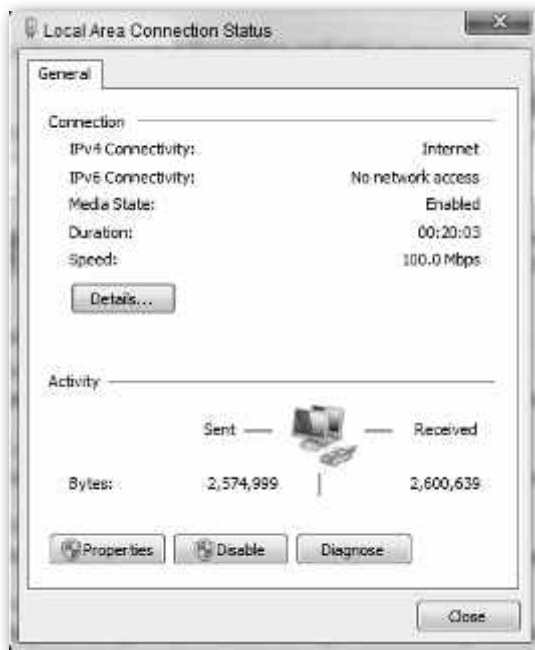 Local Area Connection Status
General
Connection
IPv4 Connectivity: Internet
IPv6 Connectivity: No network access
Media State: Enabled
Duration: 00:20:03
Speed: 100.0 Mbps
Details...
Activity
Sent Received
Bytes: 2,574,999 2,600,639
Properties Disable Diagnose
Close